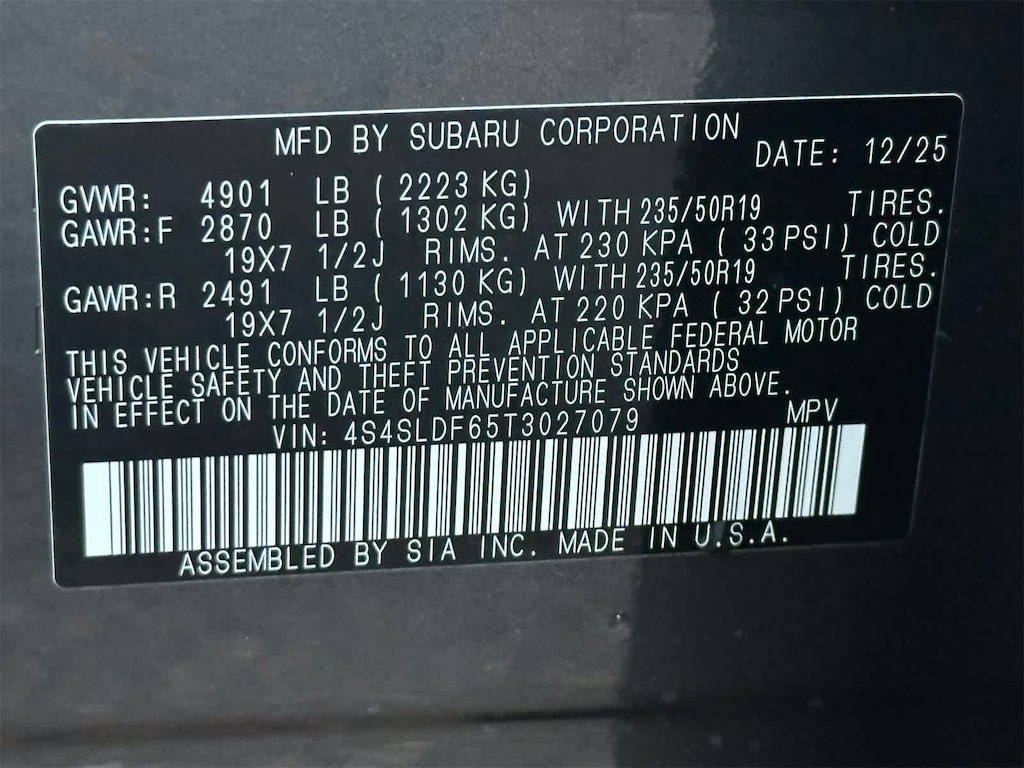 MFD BY SUBARU CORPORATION
DATE: 12/25
GVWR: 4901 LB ( 2223 KG)
GAWR:F 2870 LB ( 1302 KG) WITH 235/50R19 TIRES.
19X7 1/2J RIMS. AT 230 KPA ( 33 PSI) COLD
GAWR:R 2491 LB ( 1130 KG) WITH 235/50R19 TIRES.
19X7 1/2J RIMS. AT 220 KPA ( 32 PSI) COLD
THIS VEHICLE CONFORMS TO ALL APPLICABLE FEDERAL MOTOR
VEHICLE SAFETY AND THEFT PREVENTION STANDARDS
IN EFFECT ON THE DATE OF MANUFACTURE SHOWN ABOVE.
VIN: 4S4SLDF65T3027079 MPV
ASSEMBLED BY SIA INC. MADE IN U.S.A.